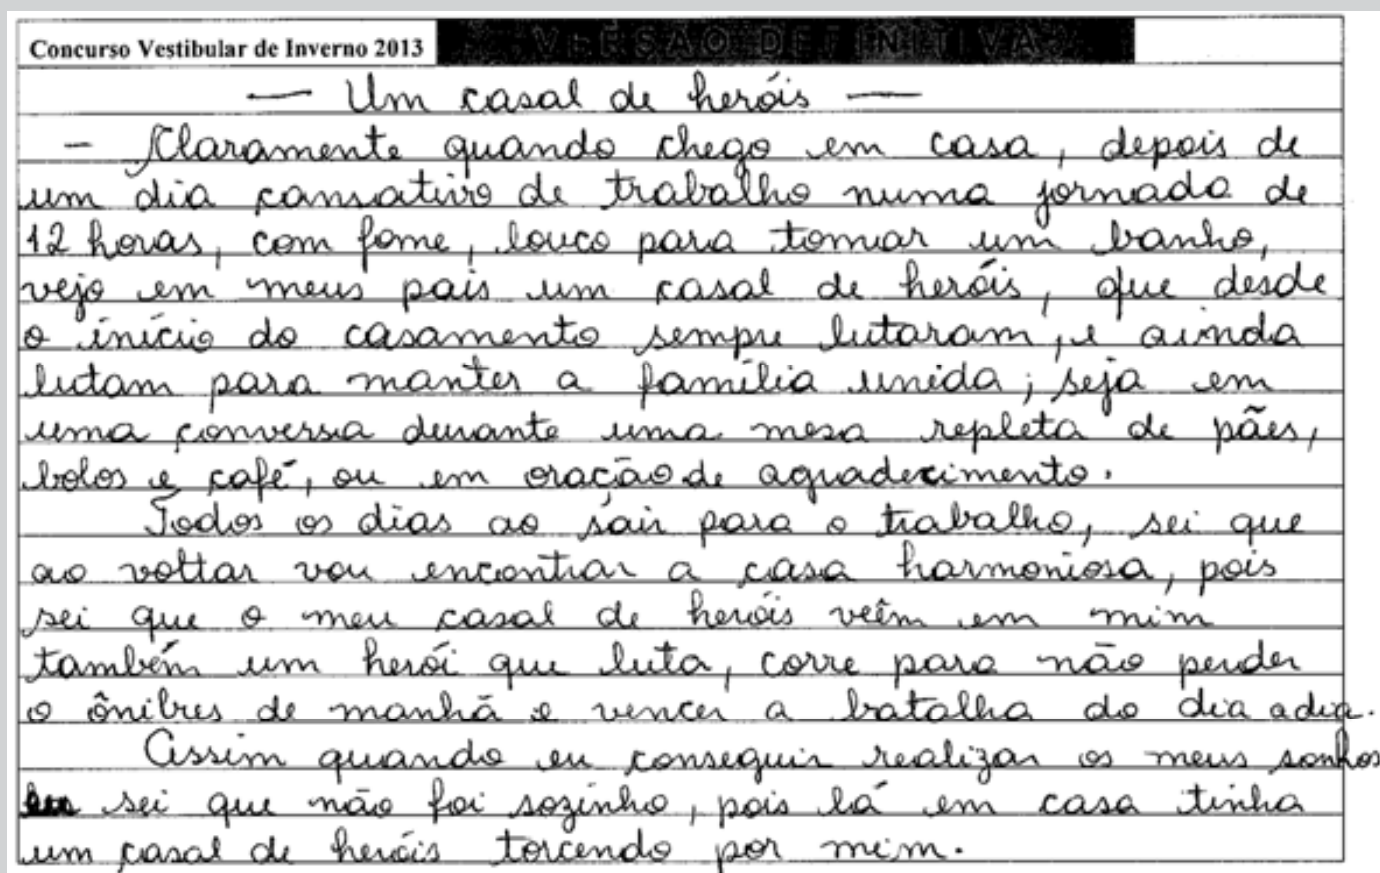 Concurso Vestibular de Inverno 2013
VERSÃO DEFINITIVA
— Um casal de heróis —
- Claramente quando chego em casa, depois de
um dia cansativo de trabalho numa jornada de
12 horas, com fome, louco para tomar um banho,
vejo em meus pais um casal de heróis, que desde
o início do casamento sempre lutaram, e ainda
lutam para manter a família unida; seja em
uma conversa durante uma mesa repleta de pães,
bolos e café, ou em oração de agradecimento.
Todos os dias ao sair para o trabalho, sei que
ao voltar vou encontrar a casa harmoniosa, pois
sei que o meu casal de heróis veêm em mim
também um herói que luta, corre para não perder
o ônibus de manhã e vencer a batalha do dia a dia.
Assim quando eu conseguir realizar os meus sonhos
sei que não foi sozinho, pois lá em casa tinha
um casal de heróis torcendo por mim.